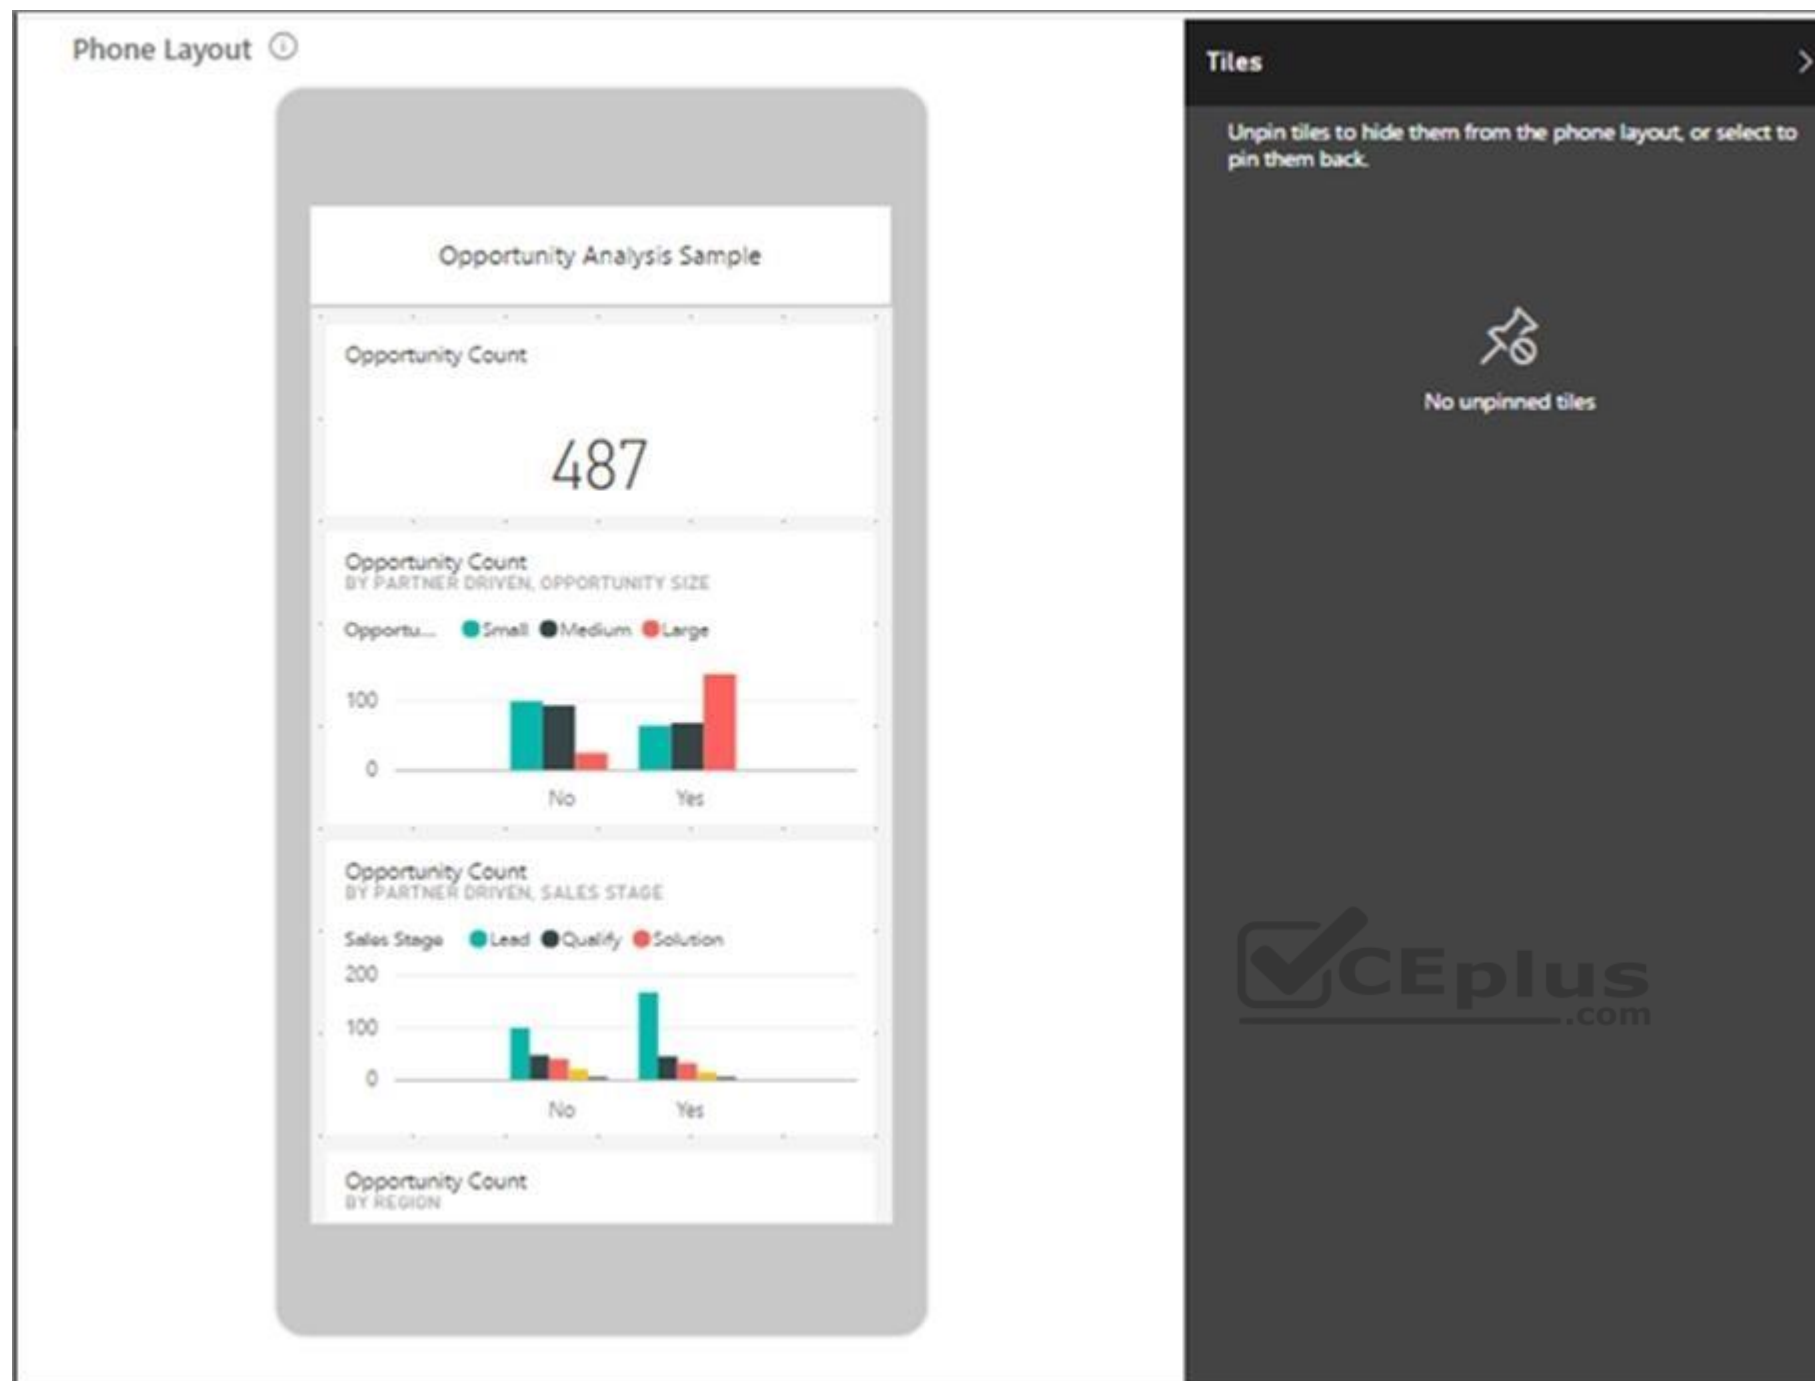 Phone Layout
Tiles
Unpin tiles to hide them from the phone layout, or select to
pin them back.
No unpinned tiles
Opportunity Analysis Sample
Opportunity Count
487
Opportunity Count
BY PARTNER DRIVEN, OPPORTUNITY SIZE
Opportu... Small Medium Large
100
0
No Yes
Opportunity Count
BY PARTNER DRIVEN, SALES STAGE
Sales Stage Lead Qualify Solution
200
100
0
No Yes
Opportunity Count
BY REGION
CEplus
.com